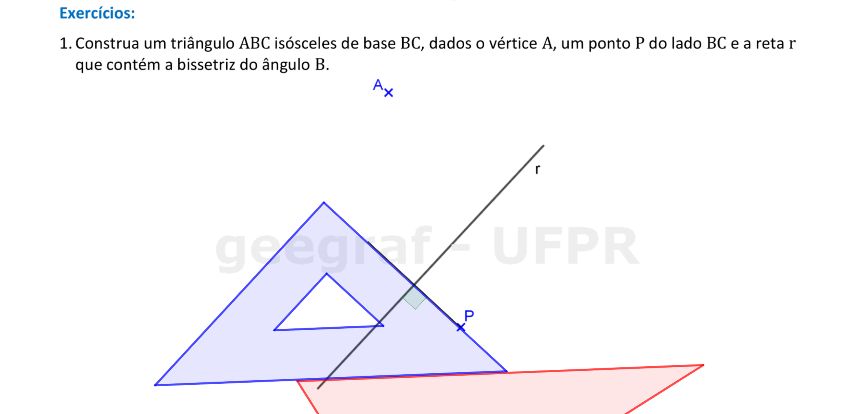 Exercícios:
1. Construa um triângulo ABC isósceles de base BC, dados o vértice A, um ponto P do lado BC e a reta r
que contém a bissetriz do ângulo B.
A
r
geegraf - UFPR
P